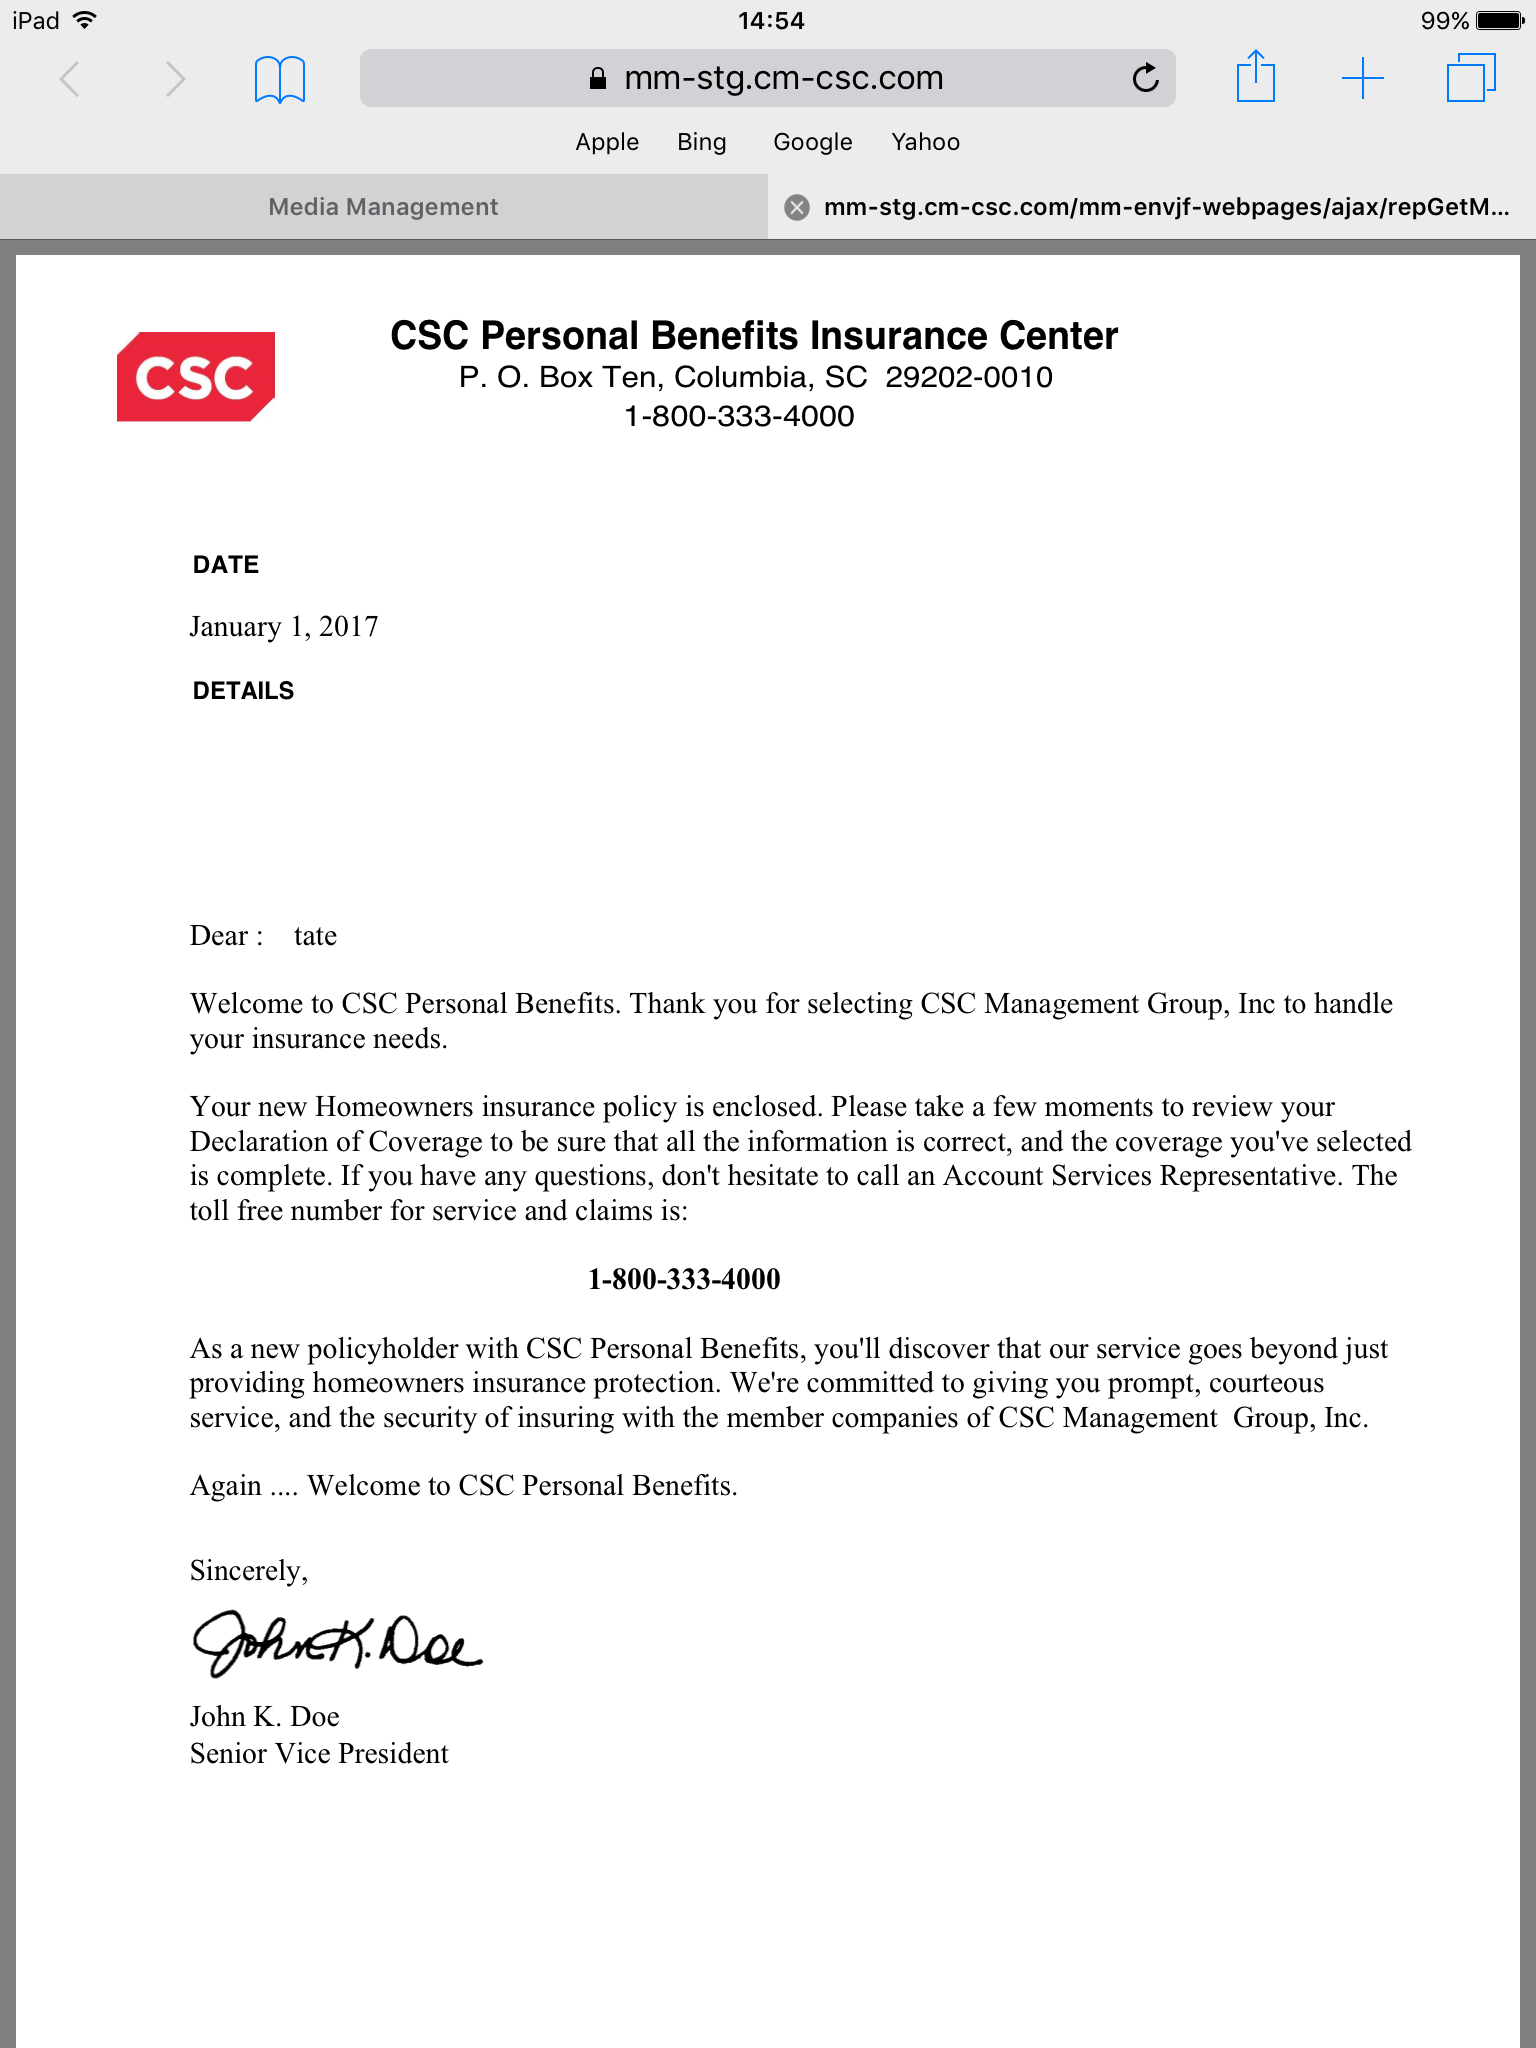 iPad 14:54 99%
mm-stg.cm-csc.com
Apple Bing Google Yahoo
Media Management mm-stg.cm-csc.com/mm-envjf-webpages/ajax/repGetM...
CSC
CSC Personal Benefits Insurance Center
P. O. Box Ten, Columbia, SC  29202-0010
1-800-333-4000
DATE
January 1, 2017
DETAILS
Dear :    tate
Welcome to CSC Personal Benefits. Thank you for selecting CSC Management Group, Inc to handle
your insurance needs.
Your new Homeowners insurance policy is enclosed. Please take a few moments to review your
Declaration of Coverage to be sure that all the information is correct, and the coverage you've selected
is complete. If you have any questions, don't hesitate to call an Account Services Representative. The
toll free number for service and claims is:
1-800-333-4000
As a new policyholder with CSC Personal Benefits, you'll discover that our service goes beyond just
providing homeowners insurance protection. We're committed to giving you prompt, courteous
service, and the security of insuring with the member companies of CSC Management  Group, Inc.
Again .... Welcome to CSC Personal Benefits.
Sincerely,
John K. Doe
John K. Doe
Senior Vice President